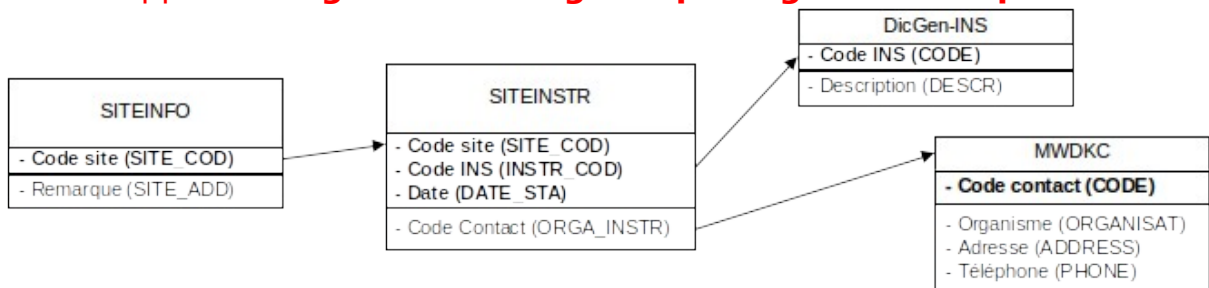 SITEINFO
- Code site (SITE_COD)
- Remarque (SITE_ADD)
SITEINSTR
- Code site (SITE_COD)
- Code INS (INSTR_COD)
- Date (DATE_STA)
- Code Contact (ORGA_INSTR)
DicGen-INS
- Code INS (CODE)
- Description (DESCR)
MWDKC
- Code contact (CODE)
- Organisme (ORGANISAT)
- Adresse (ADDRESS)
- Téléphone (PHONE)